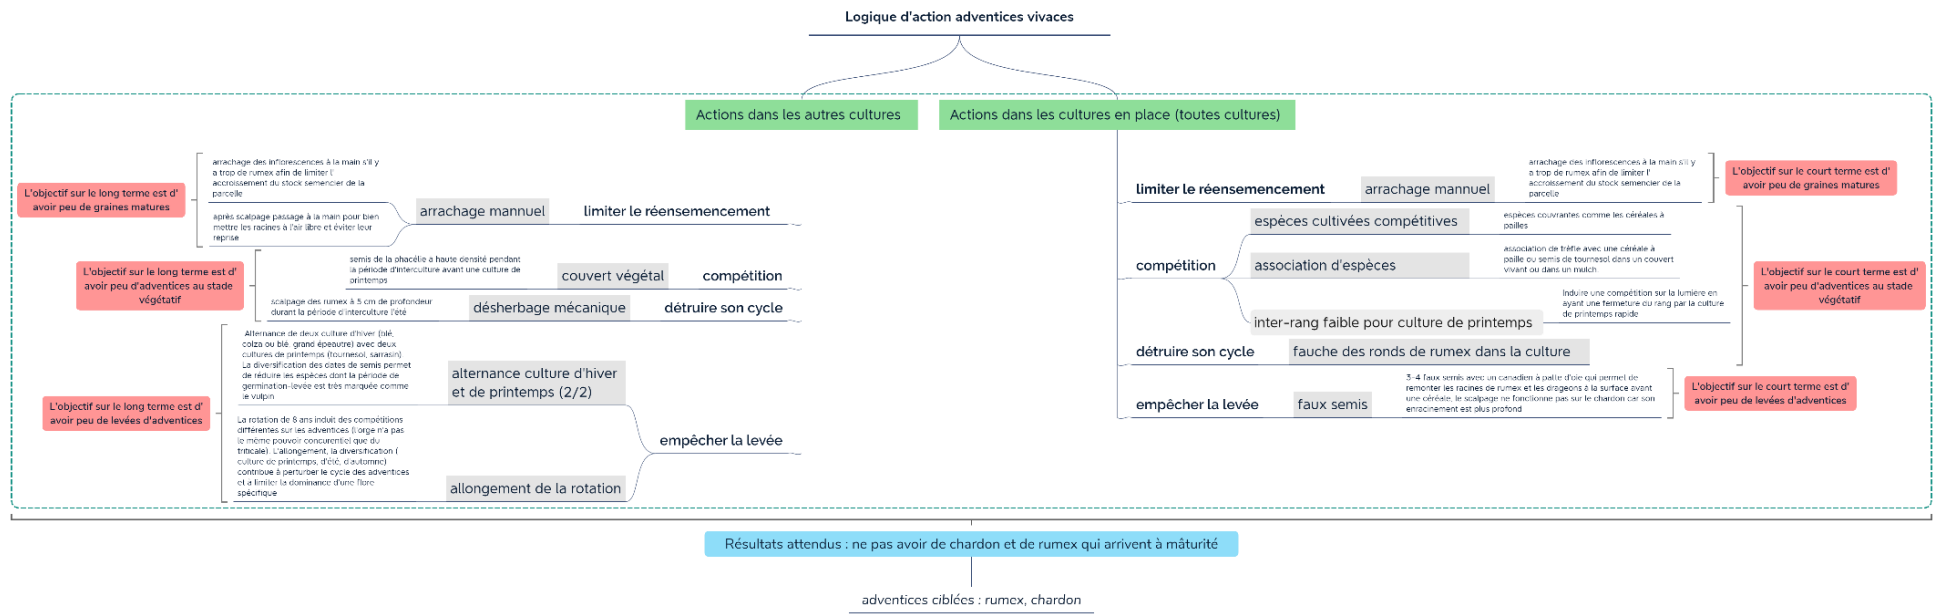 Logique d'action adventices vivaces
Actions dans les autres cultures
Actions dans les cultures en place (toutes cultures)
L'objectif sur le long terme est d'
avoir peu de graines matures
arrachage des inflorescences à la main s'il y
a trop de rumex afin de limiter l'
accroissement du stock semencier de la
parcelle
après scalpage passage à la main pour bien
mettre les racines à l'air libre et éviter leur
reprise
arrachage mannuel
limiter le réensemencement
L'objectif sur le long terme est d'
avoir peu d'adventices au stade
végétatif
semis de la phacélie a haute densité pendant
la période d'interculture avant une culture de
printemps
couvert végétal
compétition
scalpage des rumex à 5 cm de profondeur
durant la période d'interculture l'été
désherbage mécanique
détruire son cycle
L'objectif sur le long terme est d'
avoir peu de levées d'adventices
Alternance de deux culture d'hiver (blé,
colza ou blé, grand épeautre) avec deux
cultures de printemps (tournesol, sarrasin).
La diversification des dates de semis permet
de réduire les espèces dont la période de
germination-levée est très marquée comme
le vulpin
alternance culture d'hiver
et de printemps (2/2)
La rotation de 8 ans induit des compétitions
différentes sur les adventices (l'orge n'a pas
le même pouvoir concurentiel que du
triticale). L'allongement, la diversification (
culture de printemps, d'été, d'automne)
contribue à perturber le cycle des adventices
et a limiter la dominance d'une flore
spécifique
allongement de la rotation
empêcher la levée
limiter le réensemencement
arrachage mannuel
arrachage des inflorescences à la main s'il y
a trop de rumex afin de limiter l'
accroissement du stock semencier de la
parcelle
L'objectif sur le court terme est d'
avoir peu de graines matures
compétition
espèces cultivées compétitives
espèces couvrantes comme les céréales à
pailles
association d'espèces
association de trèfle avec une céréale à
paille ou semis de tournesol dans un couvert
vivant ou dans un mulch
inter-rang faible pour culture de printemps
Induire une compétition sur la lumière en
ayant une fermeture du rang par la culture
de printemps rapide
L'objectif sur le court terme est d'
avoir peu d'adventices au stade
végétatif
détruire son cycle
fauche des ronds de rumex dans la culture
empêcher la levée
faux semis
3-4 faux semis avec un canadien à patte d'oie qui permet de
remonter les racines de rumex et les drageons à la surface avant
une céréale, le scalpage ne fonctionne pas sur le chardon car son
enracinement est plus profond
L'objectif sur le court terme est d'
avoir peu de levées d'adventices
Résultats attendus : ne pas avoir de chardon et de rumex qui arrivent à mâturité
adventices ciblées : rumex, chardon